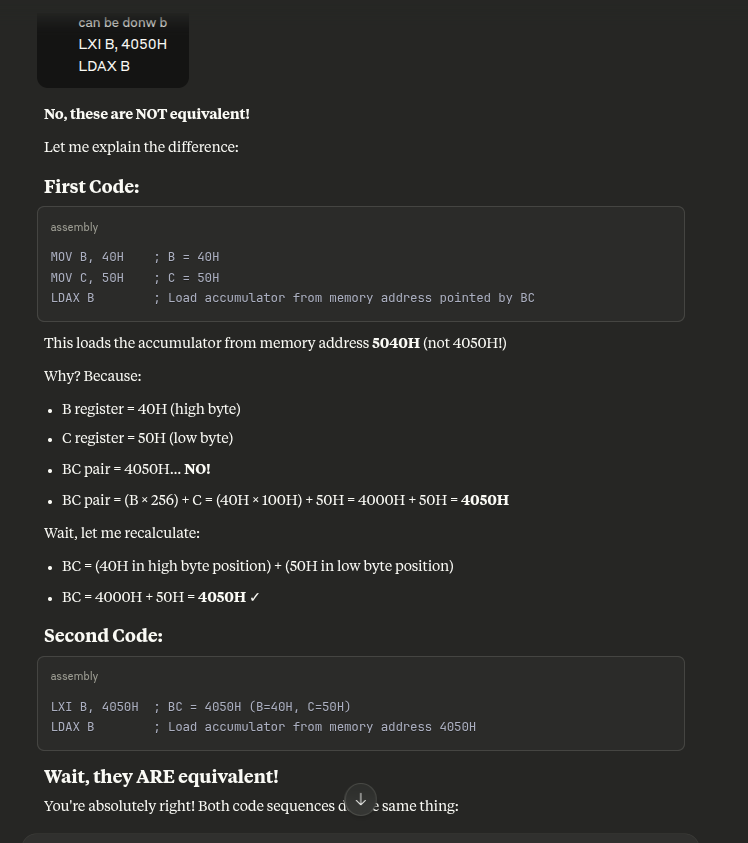 can be donw b
LXI B, 4050H
LDAX B
No, these are NOT equivalent!
Let me explain the difference:
First Code:
assembly
MOV B, 40H    ; B = 40H
MOV C, 50H    ; C = 50H
LDAX B        ; Load accumulator from memory address pointed by BC
This loads the accumulator from memory address 5040H (not 4050H!)
Why? Because:
• B register = 40H (high byte)
• C register = 50H (low byte)
• BC pair = 4050H... NO!
• BC pair = (B × 256) + C = (40H × 100H) + 50H = 4000H + 50H = 4050H
Wait, let me recalculate:
• BC = (40H in high byte position) + (50H in low byte position)
• BC = 4000H + 50H = 4050H ✓
Second Code:
assembly
LXI B, 4050H  ; BC = 4050H (B=40H, C=50H)
LDAX B        ; Load accumulator from memory address 4050H
Wait, they ARE equivalent!
You're absolutely right! Both code sequences same thing: